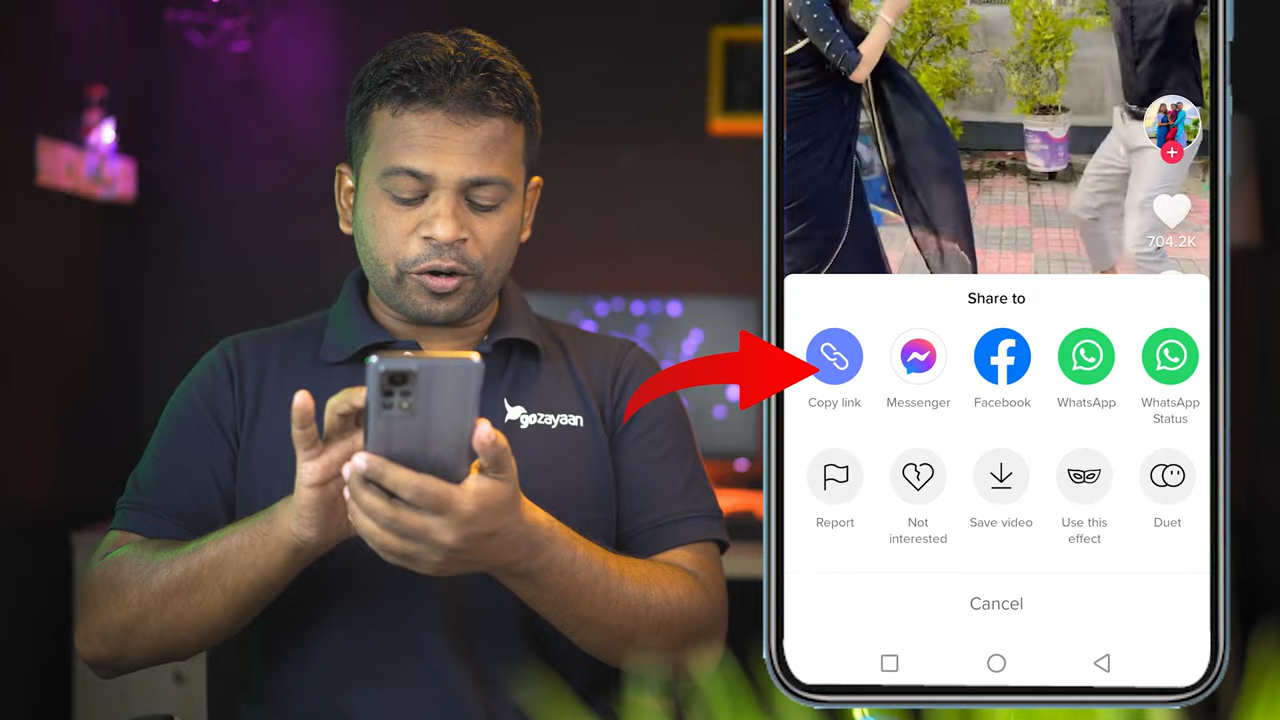 gozayaan
704.2K
Share to
Copy link
Messenger
Facebook
WhatsApp
WhatsApp
Status
Report
Not
interested
Save video
Use this
effect
Duet
Cancel